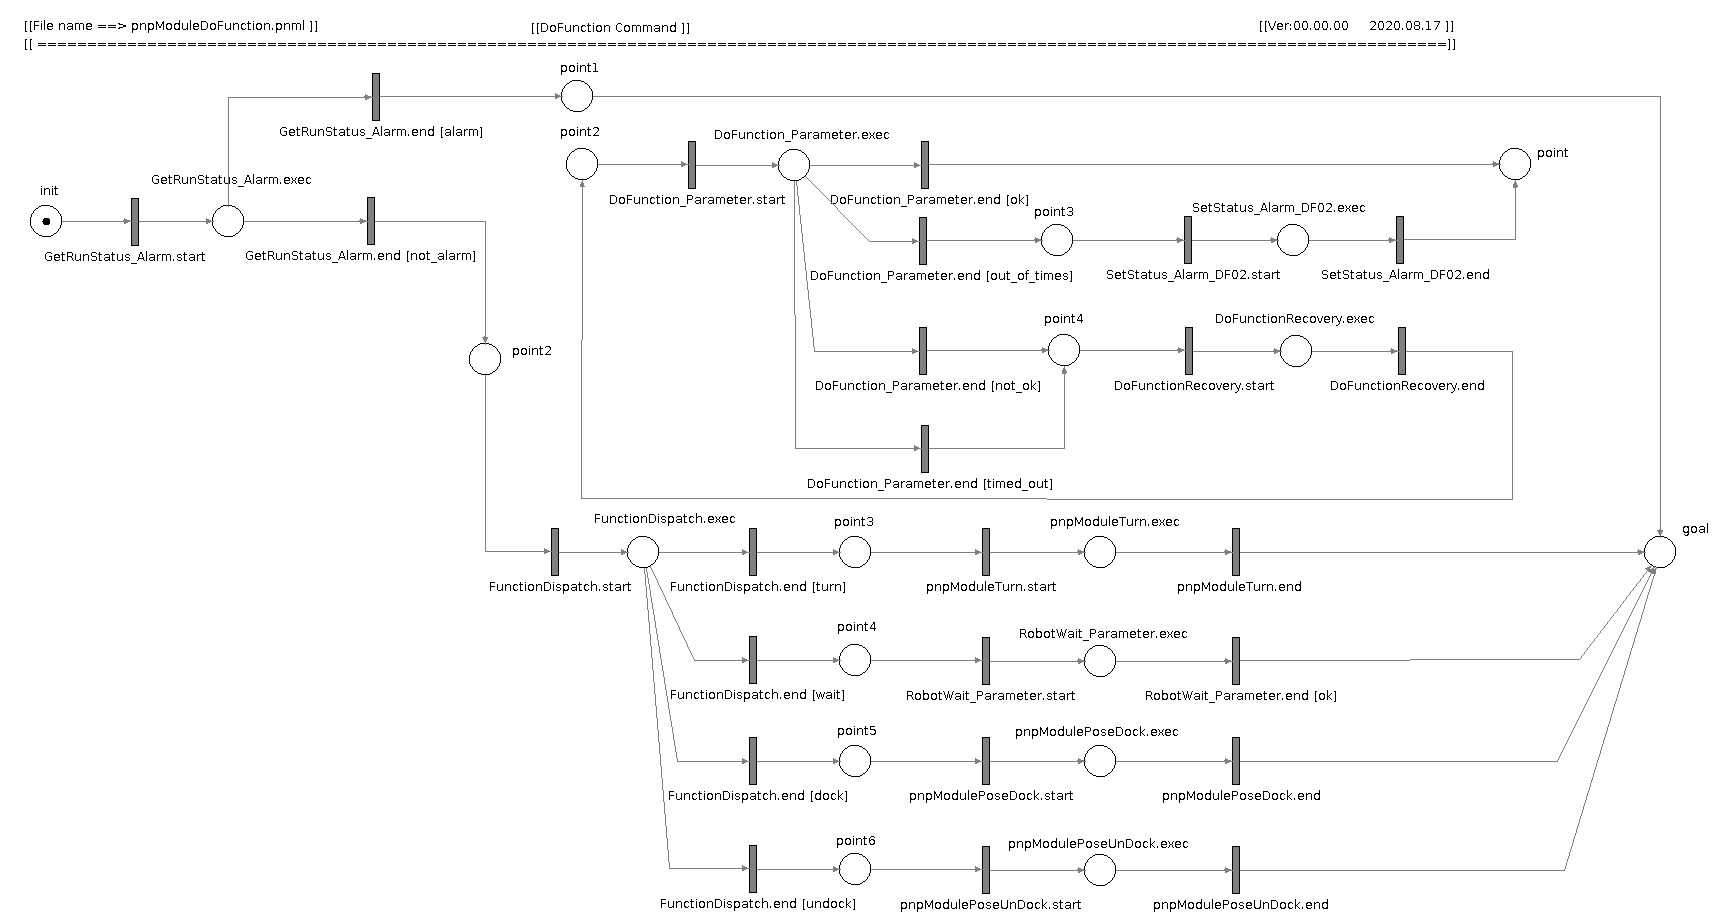 [[File name ==> pnpModuleDoFunction.pnml ]]
[[DoFunction Command ]]
[[Ver:00.00.00 2020.08.17 ]]
[[ =============================================================================================================================================]]
point1
GetRunStatus_Alarm.end [alarm]
point2
DoFunction_Parameter.exec
point
GetRunStatus_Alarm.exec
init
DoFunction_Parameter.start
DoFunction_Parameter.end [ok]
point3
SetStatus_Alarm_DF02.exec
GetRunStatus_Alarm.start
GetRunStatus_Alarm.end [not_alarm]
DoFunction_Parameter.end [out_of_times]
SetStatus_Alarm_DF02.start
SetStatus_Alarm_DF02.end
point4
DoFunctionRecovery.exec
point2
DoFunction_Parameter.end [not_ok]
DoFunctionRecovery.start
DoFunctionRecovery.end
DoFunction_Parameter.end [timed_out]
FunctionDispatch.exec
point3
pnpModuleTurn.exec
goal
FunctionDispatch.start
FunctionDispatch.end [turn]
pnpModuleTurn.start
pnpModuleTurn.end
point4
RobotWait_Parameter.exec
FunctionDispatch.end [wait]
RobotWait_Parameter.start
RobotWait_Parameter.end [ok]
point5
pnpModulePoseDock.exec
FunctionDispatch.end [dock]
pnpModulePoseDock.start
pnpModulePoseDock.end
point6
pnpModulePoseUnDock.exec
FunctionDispatch.end [undock]
pnpModulePoseUnDock.start
pnpModulePoseUnDock.end